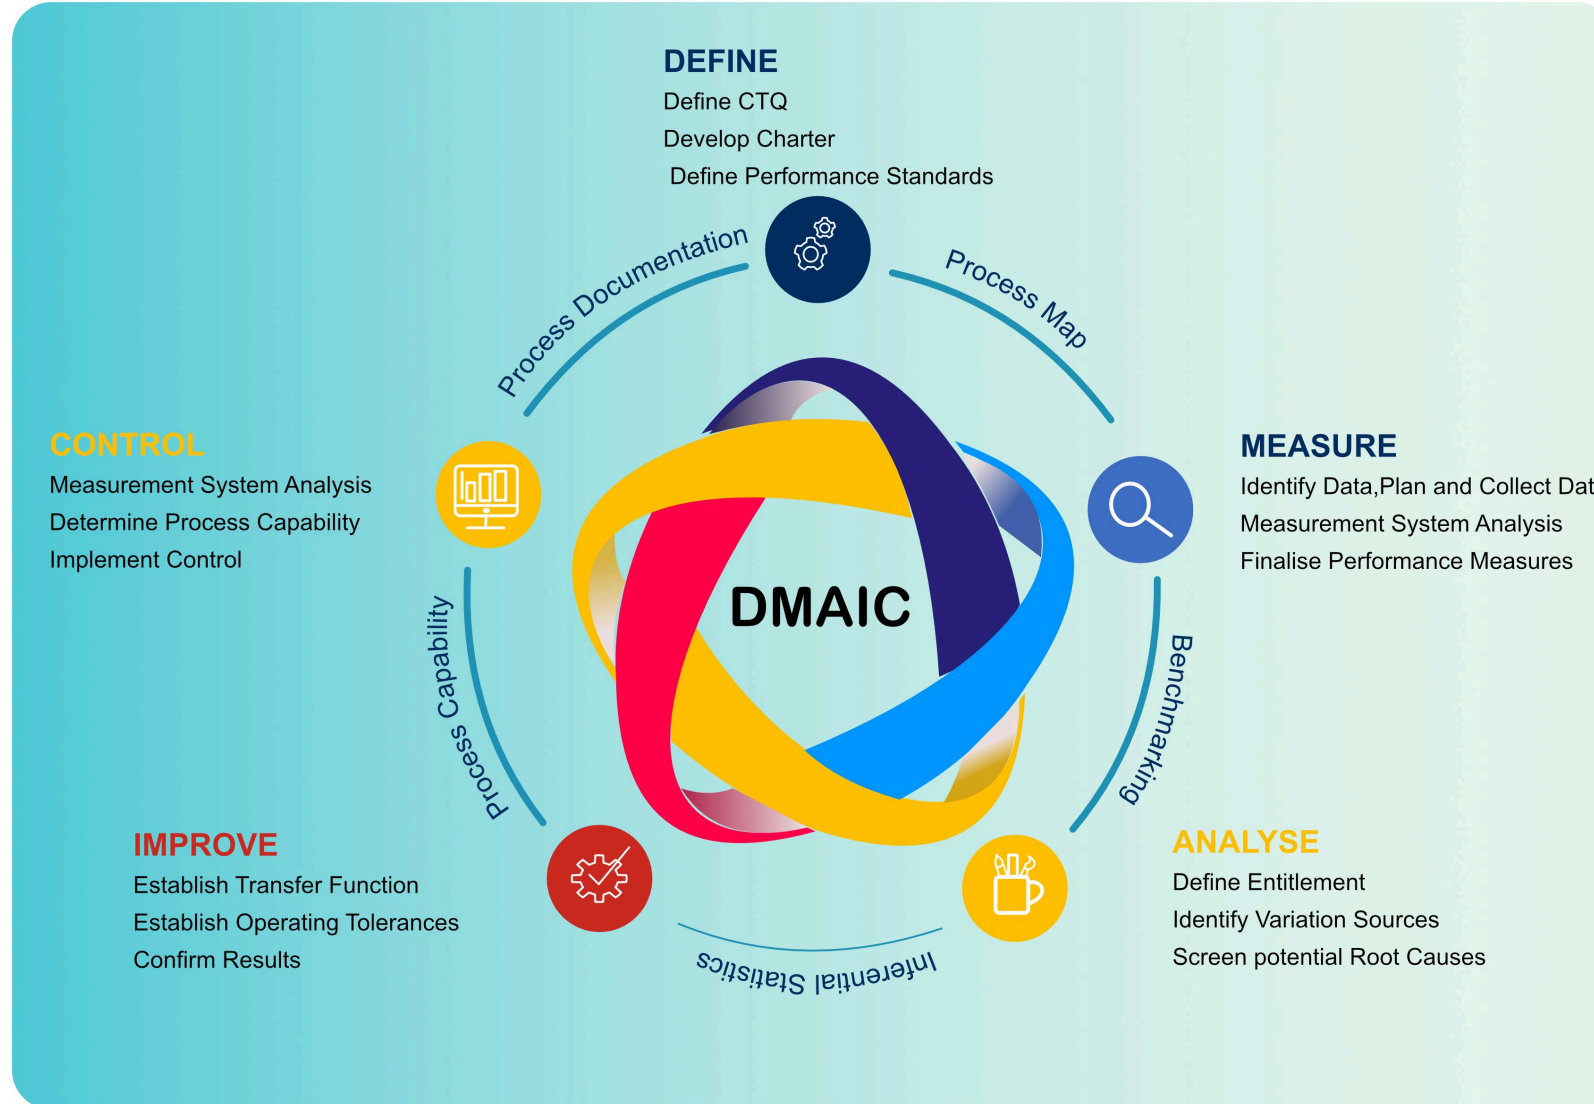 DEFINE
Define CTQ
Develop Charter
Define Performance Standards
Process Documentation
Process Map
CONTROL
Measurement System Analysis
Determine Process Capability
Implement Control
MEASURE
Identify Data,Plan and Collect Dat
Measurement System Analysis
Finalise Performance Measures
DMAIC
Process Capability
Benchmarking
IMPROVE
Establish Transfer Function
Establish Operating Tolerances
Confirm Results
ANALYSE
Define Entitlement
Identify Variation Sources
Screen potential Root Causes
Inferential Statistics